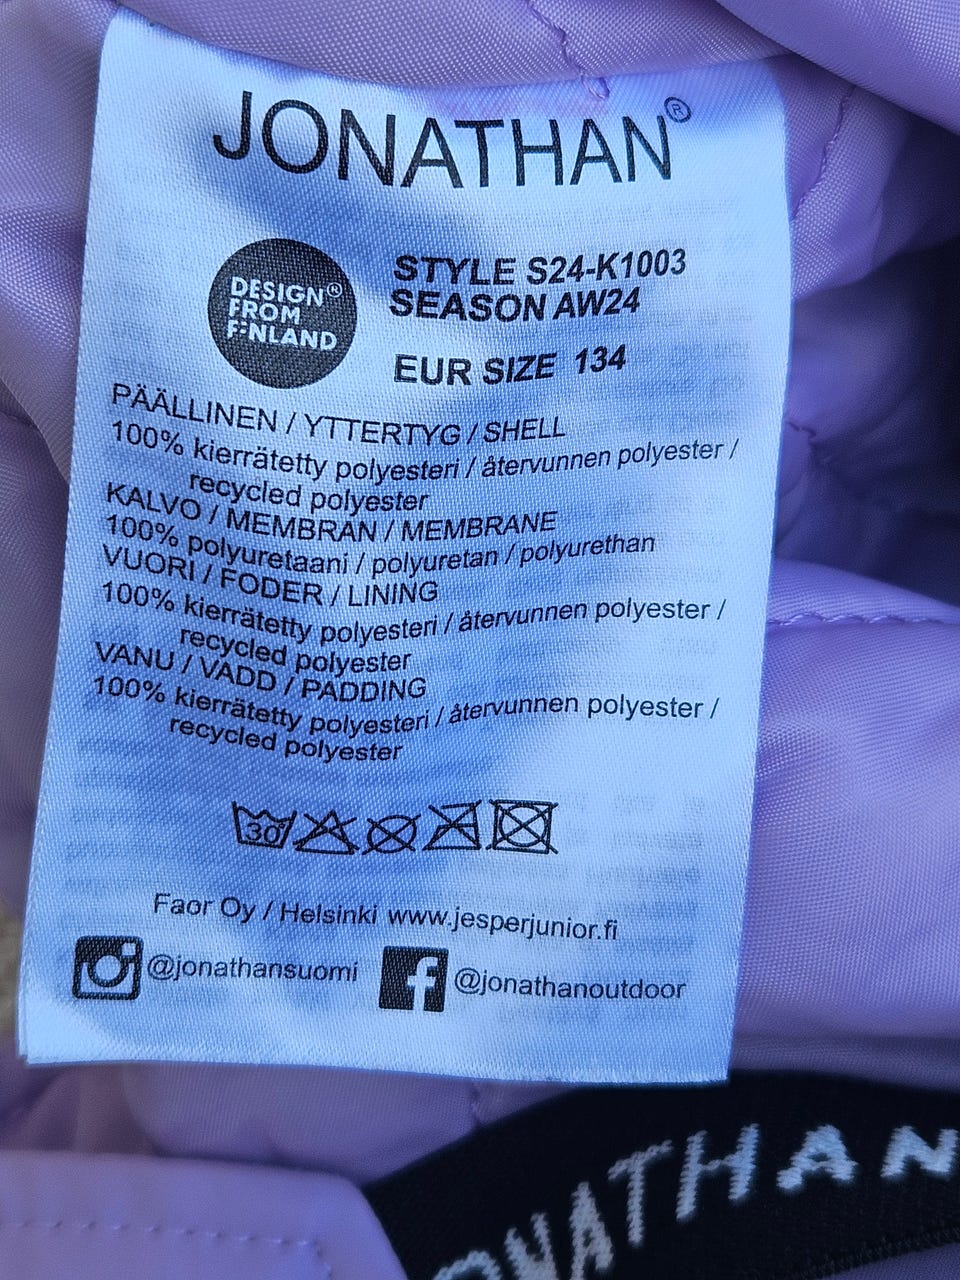 JONATHAN®
DESIGN®
FROM
FINLAND
STYLE S24-K1003
SEASON AW24
EUR SIZE 134
PÄÄLLINEN / YTTERTYG / SHELL
100% kierrätetty polyesteri / återvunnen polyester /
recycled polyester
KALVO / MEMBRAN / MEMBRANE
100% polyuretaani / polyuretan / polyurethan
VUORI / FODER / LINING
100% kierrätetty polyesteri / återvunnen polyester /
recycled polyester
VANU / VADD / PADDING
100% kierrätetty polyesteri / återvunnen polyester /
recycled polyester
30
Faor Oy / Helsinki www.jesperjunior.fi
@jonathansuomi
f @jonathanoutdoor
ONATHAN